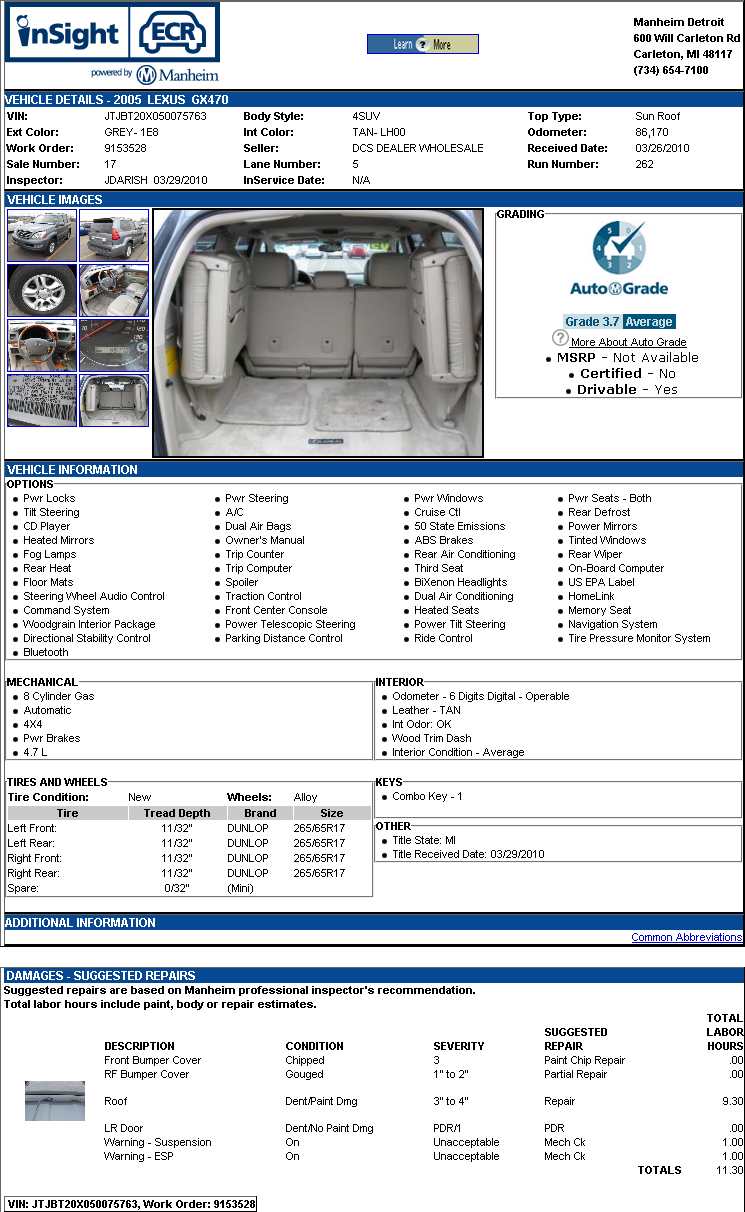 inSight ECR
powered by Manheim
Learn ? More
Manheim Detroit
600 Will Carleton Rd
Carleton, MI 48117
(734) 654-7100
VEHICLE DETAILS - 2005 LEXUS GX470
VIN: JTJBT20X050075763 Body Style: 4SUV Top Type: Sun Roof
Ext Color: GREY- 1E8 Int Color: TAN- LH00 Odometer: 86,170
Work Order: 9153528 Seller: DCS DEALER WHOLESALE Received Date: 03/26/2010
Sale Number: 17 Lane Number: 5 Run Number: 262
Inspector: JDARISH 03/29/2010 InService Date: N/A
VEHICLE IMAGES
GRADING
5 4 3 1 0
AutoGrade
Grade 3.7 Average
? More About Auto Grade
MSRP - Not Available
Certified - No
Drivable - Yes
VEHICLE INFORMATION
OPTIONS
Pwr Locks Pwr Steering Pwr Windows Pwr Seats - Both
Tilt Steering A/C Cruise Ctl Rear Defrost
CD Player Dual Air Bags 50 State Emissions Power Mirrors
Heated Mirrors Owner's Manual ABS Brakes Tinted Windows
Fog Lamps Trip Counter Rear Air Conditioning Rear Wiper
Rear Heat Trip Computer Third Seat On-Board Computer
Floor Mats Spoiler BiXenon Headlights US EPA Label
Steering Wheel Audio Control Traction Control Dual Air Conditioning HomeLink
Command System Front Center Console Heated Seats Memory Seat
Woodgrain Interior Package Power Telescopic Steering Power Tilt Steering Navigation System
Directional Stability Control Parking Distance Control Ride Control Tire Pressure Monitor System
Bluetooth
MECHANICAL
8 Cylinder Gas
Automatic
4X4
Pwr Brakes
4.7 L
INTERIOR
Odometer - 6 Digits Digital - Operable
Leather - TAN
Int Odor: OK
Wood Trim Dash
Interior Condition - Average
TIRES AND WHEELS
Tire Condition: New Wheels: Alloy
Tire Tread Depth Brand Size
Left Front: 11/32" DUNLOP 265/65R17
Left Rear: 11/32" DUNLOP 265/65R17
Right Front: 11/32" DUNLOP 265/65R17
Right Rear: 11/32" DUNLOP 265/65R17
Spare: 0/32" (Mini)
KEYS
Combo Key - 1
OTHER
Title State: MI
Title Received Date: 03/29/2010
ADDITIONAL INFORMATION
Common Abbreviations
DAMAGES - SUGGESTED REPAIRS
Suggested repairs are based on Manheim professional inspector's recommendation.
Total labor hours include paint, body or repair estimates.
DESCRIPTION CONDITION SEVERITY SUGGESTED REPAIR TOTAL LABOR HOURS
Front Bumper Cover Chipped 3 Paint Chip Repair .00
RF Bumper Cover Gouged 1" to 2" Partial Repair .00
Roof Dent/Paint Dmg 3" to 4" Repair 9.30
LR Door Dent/No Paint Dmg PDR/1 PDR .00
Warning - Suspension On Unacceptable Mech Ck 1.00
Warning - ESP On Unacceptable Mech Ck 1.00
TOTALS 11.30
VIN: JTJBT20X050075763, Work Order: 9153528